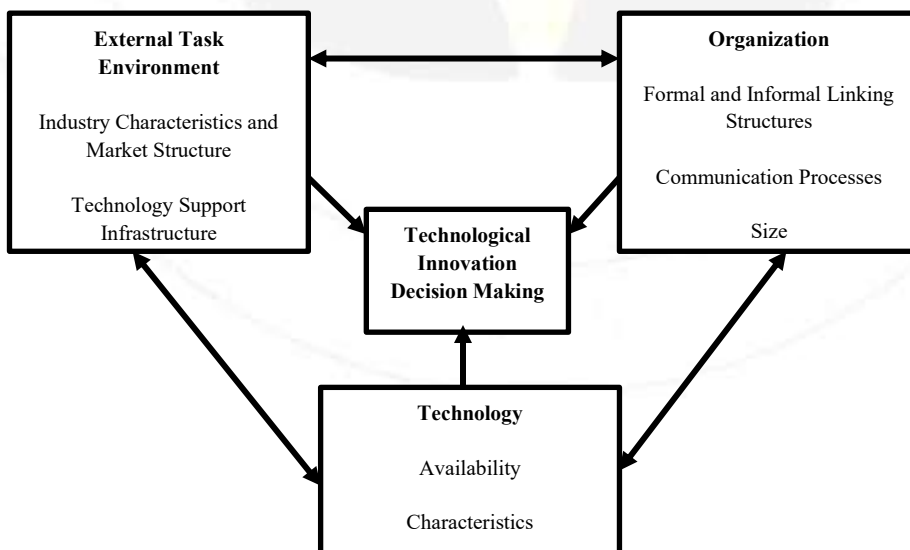 External Task
Environment
Industry Characteristics and
Market Structure
Technology Support
Infrastructure
Organization
Formal and Informal Linking
Structures
Communication Processes
Size
Technological
Innovation
Decision Making
Technology
Availability
Characteristics